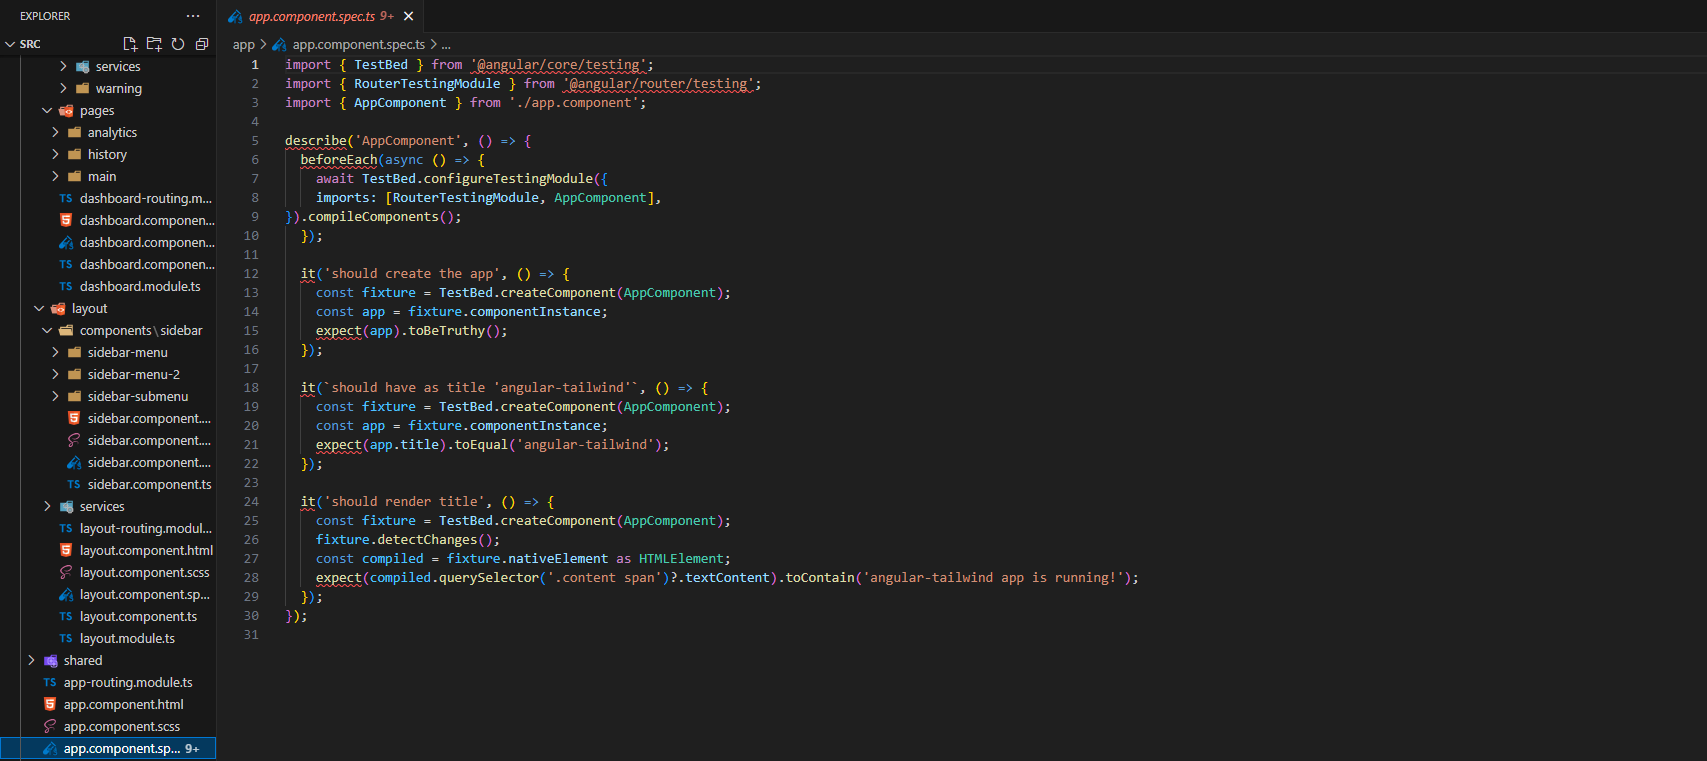 EXPLORER
...
SRC
services
warning
pages
analytics
history
main
TS dashboard-routing.m...
dashboard.componen...
dashboard.componen...
TS dashboard.componen...
TS dashboard.module.ts
layout
components\sidebar
sidebar-menu
sidebar-menu-2
sidebar-submenu
sidebar.component....
sidebar.component....
sidebar.component....
TS sidebar.component.ts
services
TS layout-routing.modul...
layout.component.html
layout.component.scss
layout.component.sp...
TS layout.component.ts
TS layout.module.ts
shared
TS app-routing.module.ts
app.component.html
app.component.scss
app.component.sp... 9+
app.component.spec.ts 9+
app > app.component.spec.ts > ...
1 import { TestBed } from '@angular/core/testing';
2 import { RouterTestingModule } from '@angular/router/testing';
3 import { AppComponent } from './app.component';
4
5 describe('AppComponent', () => {
6 beforeEach(async () => {
7 await TestBed.configureTestingModule({
8 imports: [RouterTestingModule, AppComponent],
9 }).compileComponents();
10 });
11
12 it('should create the app', () => {
13 const fixture = TestBed.createComponent(AppComponent);
14 const app = fixture.componentInstance;
15 expect(app).toBeTruthy();
16 });
17
18 it(`should have as title 'angular-tailwind'`, () => {
19 const fixture = TestBed.createComponent(AppComponent);
20 const app = fixture.componentInstance;
21 expect(app.title).toEqual('angular-tailwind');
22 });
23
24 it('should render title', () => {
25 const fixture = TestBed.createComponent(AppComponent);
26 fixture.detectChanges();
27 const compiled = fixture.nativeElement as HTMLElement;
28 expect(compiled.querySelector('.content span')?.textContent).toContain('angular-tailwind app is running!');
29 });
30 });
31